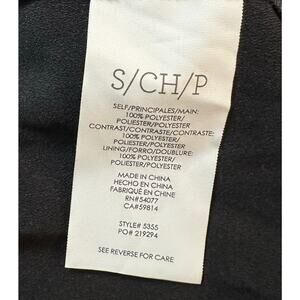 S/CH/P
SELF/PRINCIPALES/MAIN:
100% POLYESTER/
POLIESTER/POLYESTER
CONTRAST/CONTRASTE/CONTRASTE:
100% POLYESTER/
POLIESTER/POLYESTER
LINING/FORRO/DOUBLURE:
100% POLYESTER/
POLIESTER/POLYESTER
MADE IN CHINA
HECHO EN CHINA
FABRIQUÉ EN CHINE
RN#54077
CA#59814
STYLE# 5355
PO# 219294
SEE REVERSE FOR CARE